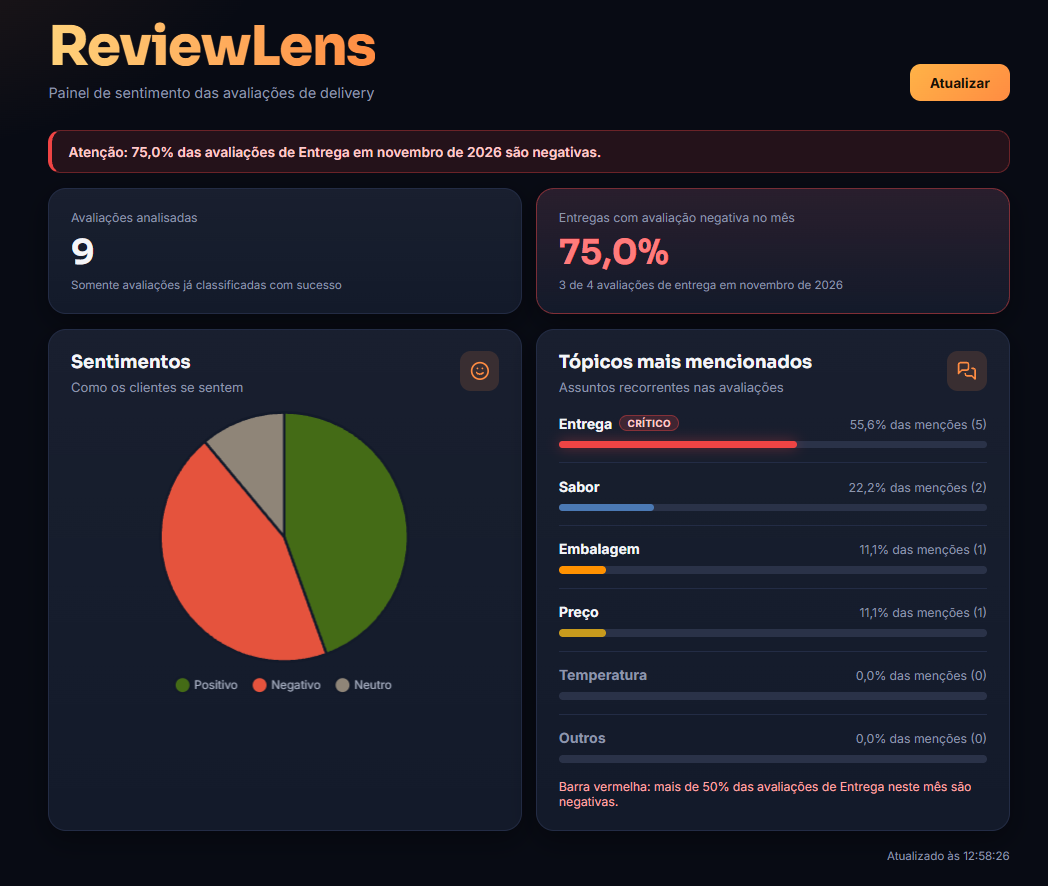 ReviewLens
Painel de sentimento das avaliações de delivery
Atualizar
Atenção: 75,0% das avaliações de Entrega em novembro de 2026 são negativas.
Avaliações analisadas
9
Somente avaliações já classificadas com sucesso
Entregas com avaliação negativa no mês
75,0%
3 de 4 avaliações de entrega em novembro de 2026
Sentimentos
Como os clientes se sentem
Positivo
Negativo
Neutro
Tópicos mais mencionados
Assuntos recorrentes nas avaliações
Entrega CRÍTICO 55,6% das menções (5)
Sabor 22,2% das menções (2)
Embalagem 11,1% das menções (1)
Preço 11,1% das menções (1)
Temperatura 0,0% das menções (0)
Outros 0,0% das menções (0)
Barra vermelha: mais de 50% das avaliações de Entrega neste mês são
negativas.
Atualizado às 12:58:26